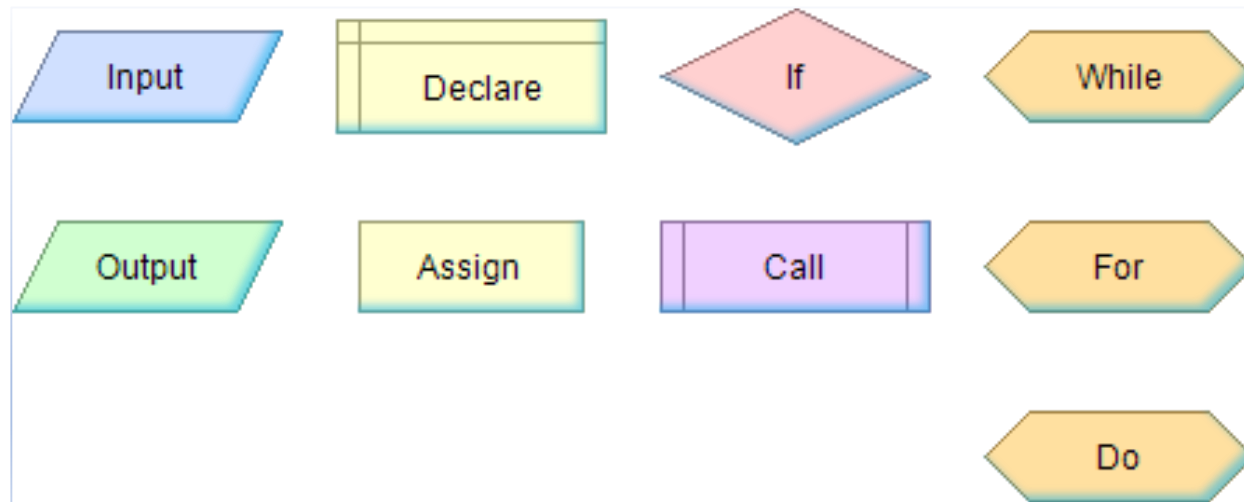 Input
Declare
If
While
Output
Assign
Call
For
Do